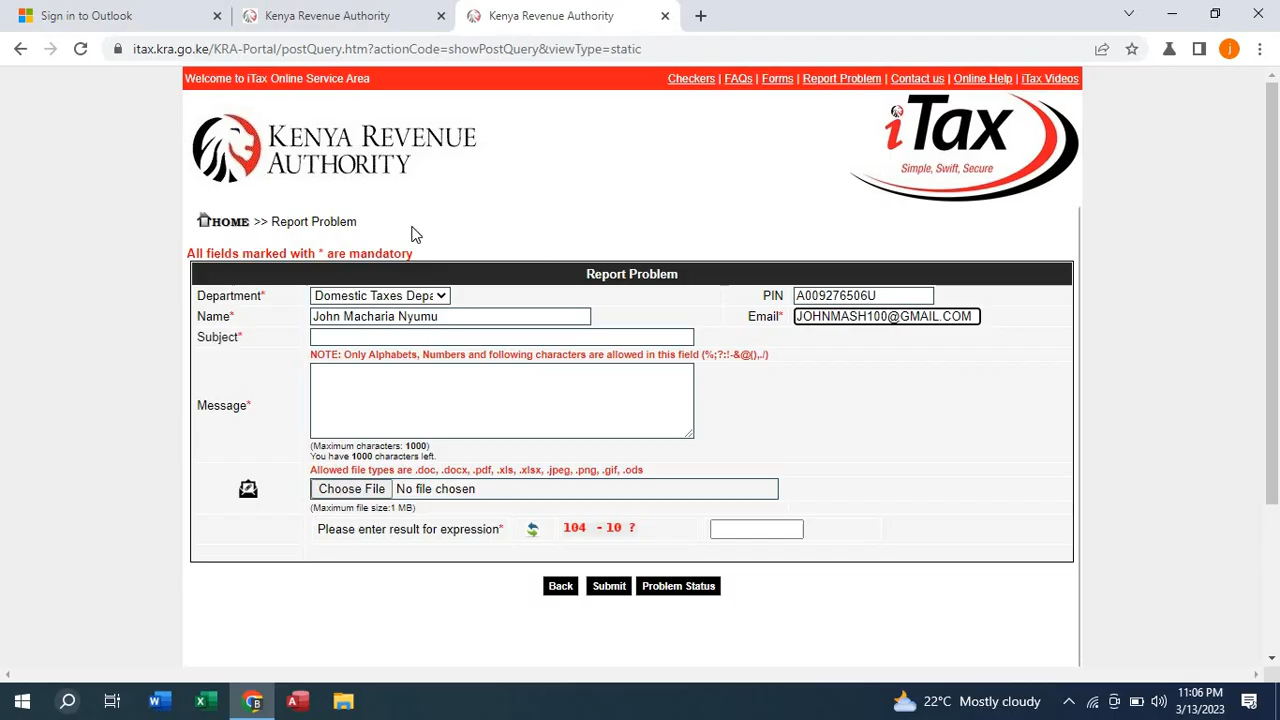 Sign in to Outlook
Kenya Revenue Authority
Kenya Revenue Authority
itax.kra.go.ke/KRA-Portal/postQuery.htm?actionCode=showPostQuery&viewType=static
j
Welcome to iTax Online Service Area
Checkers | FAQs | Forms | Report Problem | Contact us | Online Help | iTax Videos
KENYA REVENUE
AUTHORITY
iTax
Simple, Swift, Secure
HOME >> Report Problem
All fields marked with * are mandatory
Report Problem
Department* Domestic Taxes Depa PIN A009276506U
Name* John Macharia Nyumu Email* JOHNMASH100@GMAIL.COM
Subject*
NOTE: Only Alphabets, Numbers and following characters are allowed in this field (%;?:!-&@(),./)
Message*
(Maximum characters: 1000)
You have 1000 characters left.
Allowed file types are .doc, .docx, .pdf, .xls, .xlsx, .jpeg, .png, .gif, .ods
Choose File No file chosen
(Maximum file size:1 MB)
Please enter result for expression* 104 - 10 ?
Back Submit Problem Status
22°C Mostly cloudy
11:06 PM
3/13/2023